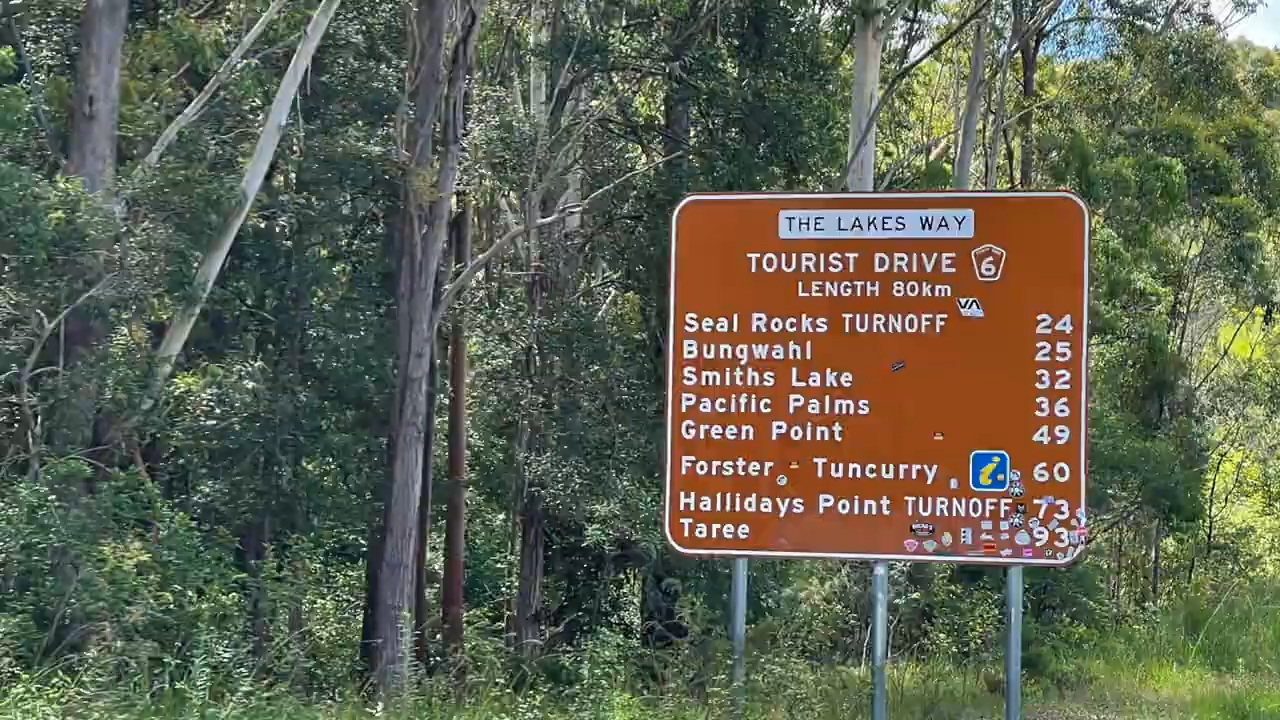 THE LAKES WAY
TOURIST DRIVE 6
LENGTH 80km
VA
Seal Rocks TURNOFF 24
Bungwahl 25
Smiths Lake 32
Pacific Palms 36
Green Point 49
Forster - Tuncurry i 60
Hallidays Point TURNOFF 73
Taree 93